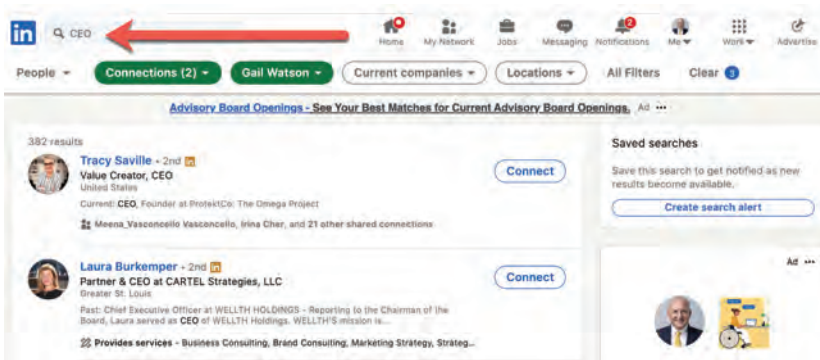 in CEO
Home My Network Jobs Messaging Notifications 2 Me Work Advertise
People Connections (2) Gail Watson Current companies Locations All Filters Clear 3
Advisory Board Openings - See Your Best Matches for Current Advisory Board Openings. Ad ...
382 results
Tracy Saville • 2nd in
Value Creator, CEO
United States
Current: CEO, Founder at ProtektCo: The Omega Project
Meena_Vasconcello Vasconcello, Irina Cher, and 21 other shared connections
Connect
Laura Burkemper • 2nd in
Partner & CEO at CARTEL Strategies, LLC
Greater St. Louis
Past: Chief Executive Officer at WELLTH HOLDINGS - Reporting to the Chairman of the
Board, Laura served as CEO of WELLTH Holdings. WELLTH'S mission is...
Provides services - Business Consulting, Brand Consulting, Marketing Strategy, Strateg...
Connect
Saved searches
Save this search to get notified as new
results become available.
Create search alert
Ad ...